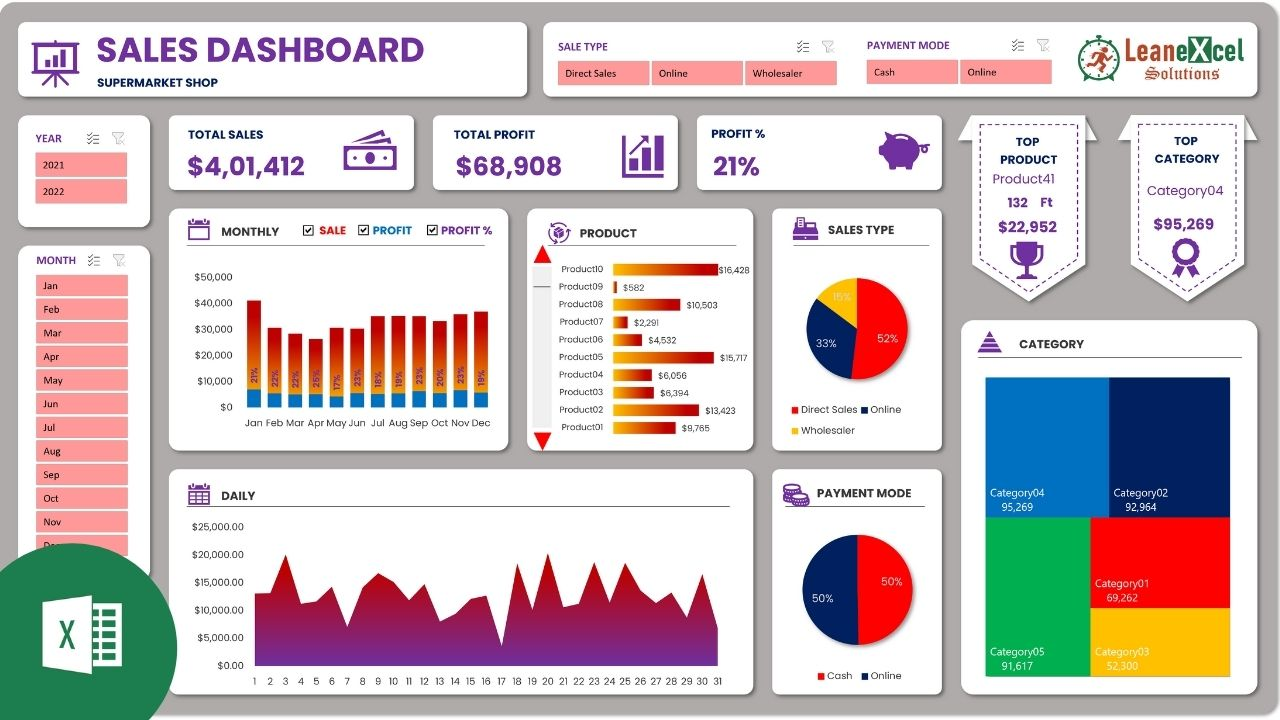 SALES DASHBOARD
SUPERMARKET SHOP
SALE TYPE
Direct Sales
Online
Wholesaler
PAYMENT MODE
Cash
Online
LeaneXcel
Solutions
YEAR
2021
2022
TOTAL SALES
$4,01,412
TOTAL PROFIT
$68,908
PROFIT %
21%
TOP
PRODUCT
Product41
132 Ft
$22,952
TOP
CATEGORY
Category04
$95,269
MONTH
Jan
Feb
Mar
Apr
May
Jun
Jul
Aug
Sep
Oct
Nov
MONTHLY
SALE
PROFIT
PROFIT %
$50,000
$40,000
$30,000
$20,000
$10,000
$0
21% 22% 22% 25% 17% 23% 18% 19% 23% 20% 23% 19%
Jan Feb Mar Apr May Jun Jul Aug Sep Oct Nov Dec
PRODUCT
Product10 $16,428
Product09 $582
Product08 $10,503
Product07 $2,291
Product06 $4,532
Product05 $15,717
Product04 $6,056
Product03 $6,394
Product02 $13,423
Product01 $9,765
SALES TYPE
15%
33%
52%
Direct Sales Online
Wholesaler
CATEGORY
Category04
95,269
Category02
92,964
Category01
69,262
Category05
91,617
Category03
52,300
DAILY
$25,000.00
$20,000.00
$15,000.00
$10,000.00
$5,000.00
$0.00
1 2 3 4 5 6 7 8 9 10 11 12 13 14 15 16 17 18 19 20 21 22 23 24 25 26 27 28 29 30 31
PAYMENT MODE
50%
50%
Cash Online
X